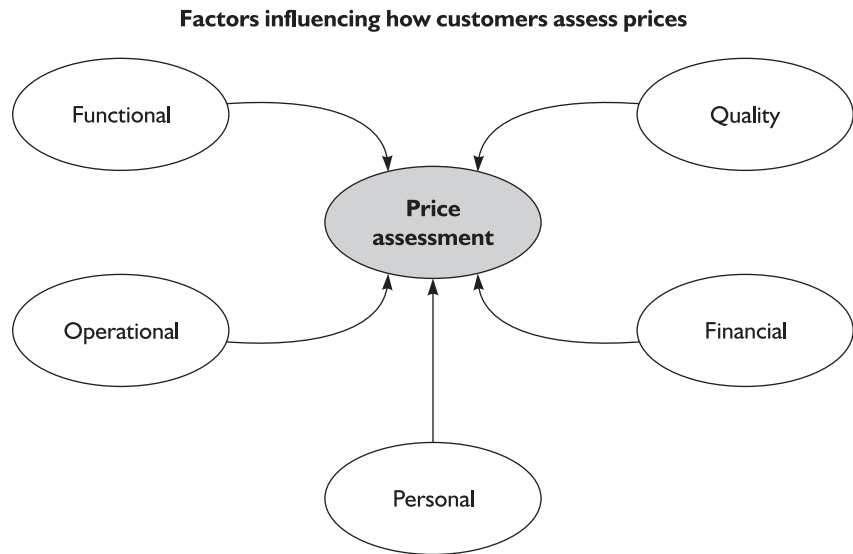 Factors influencing how customers assess prices
Functional
Quality
Price
assessment
Operational
Financial
Personal